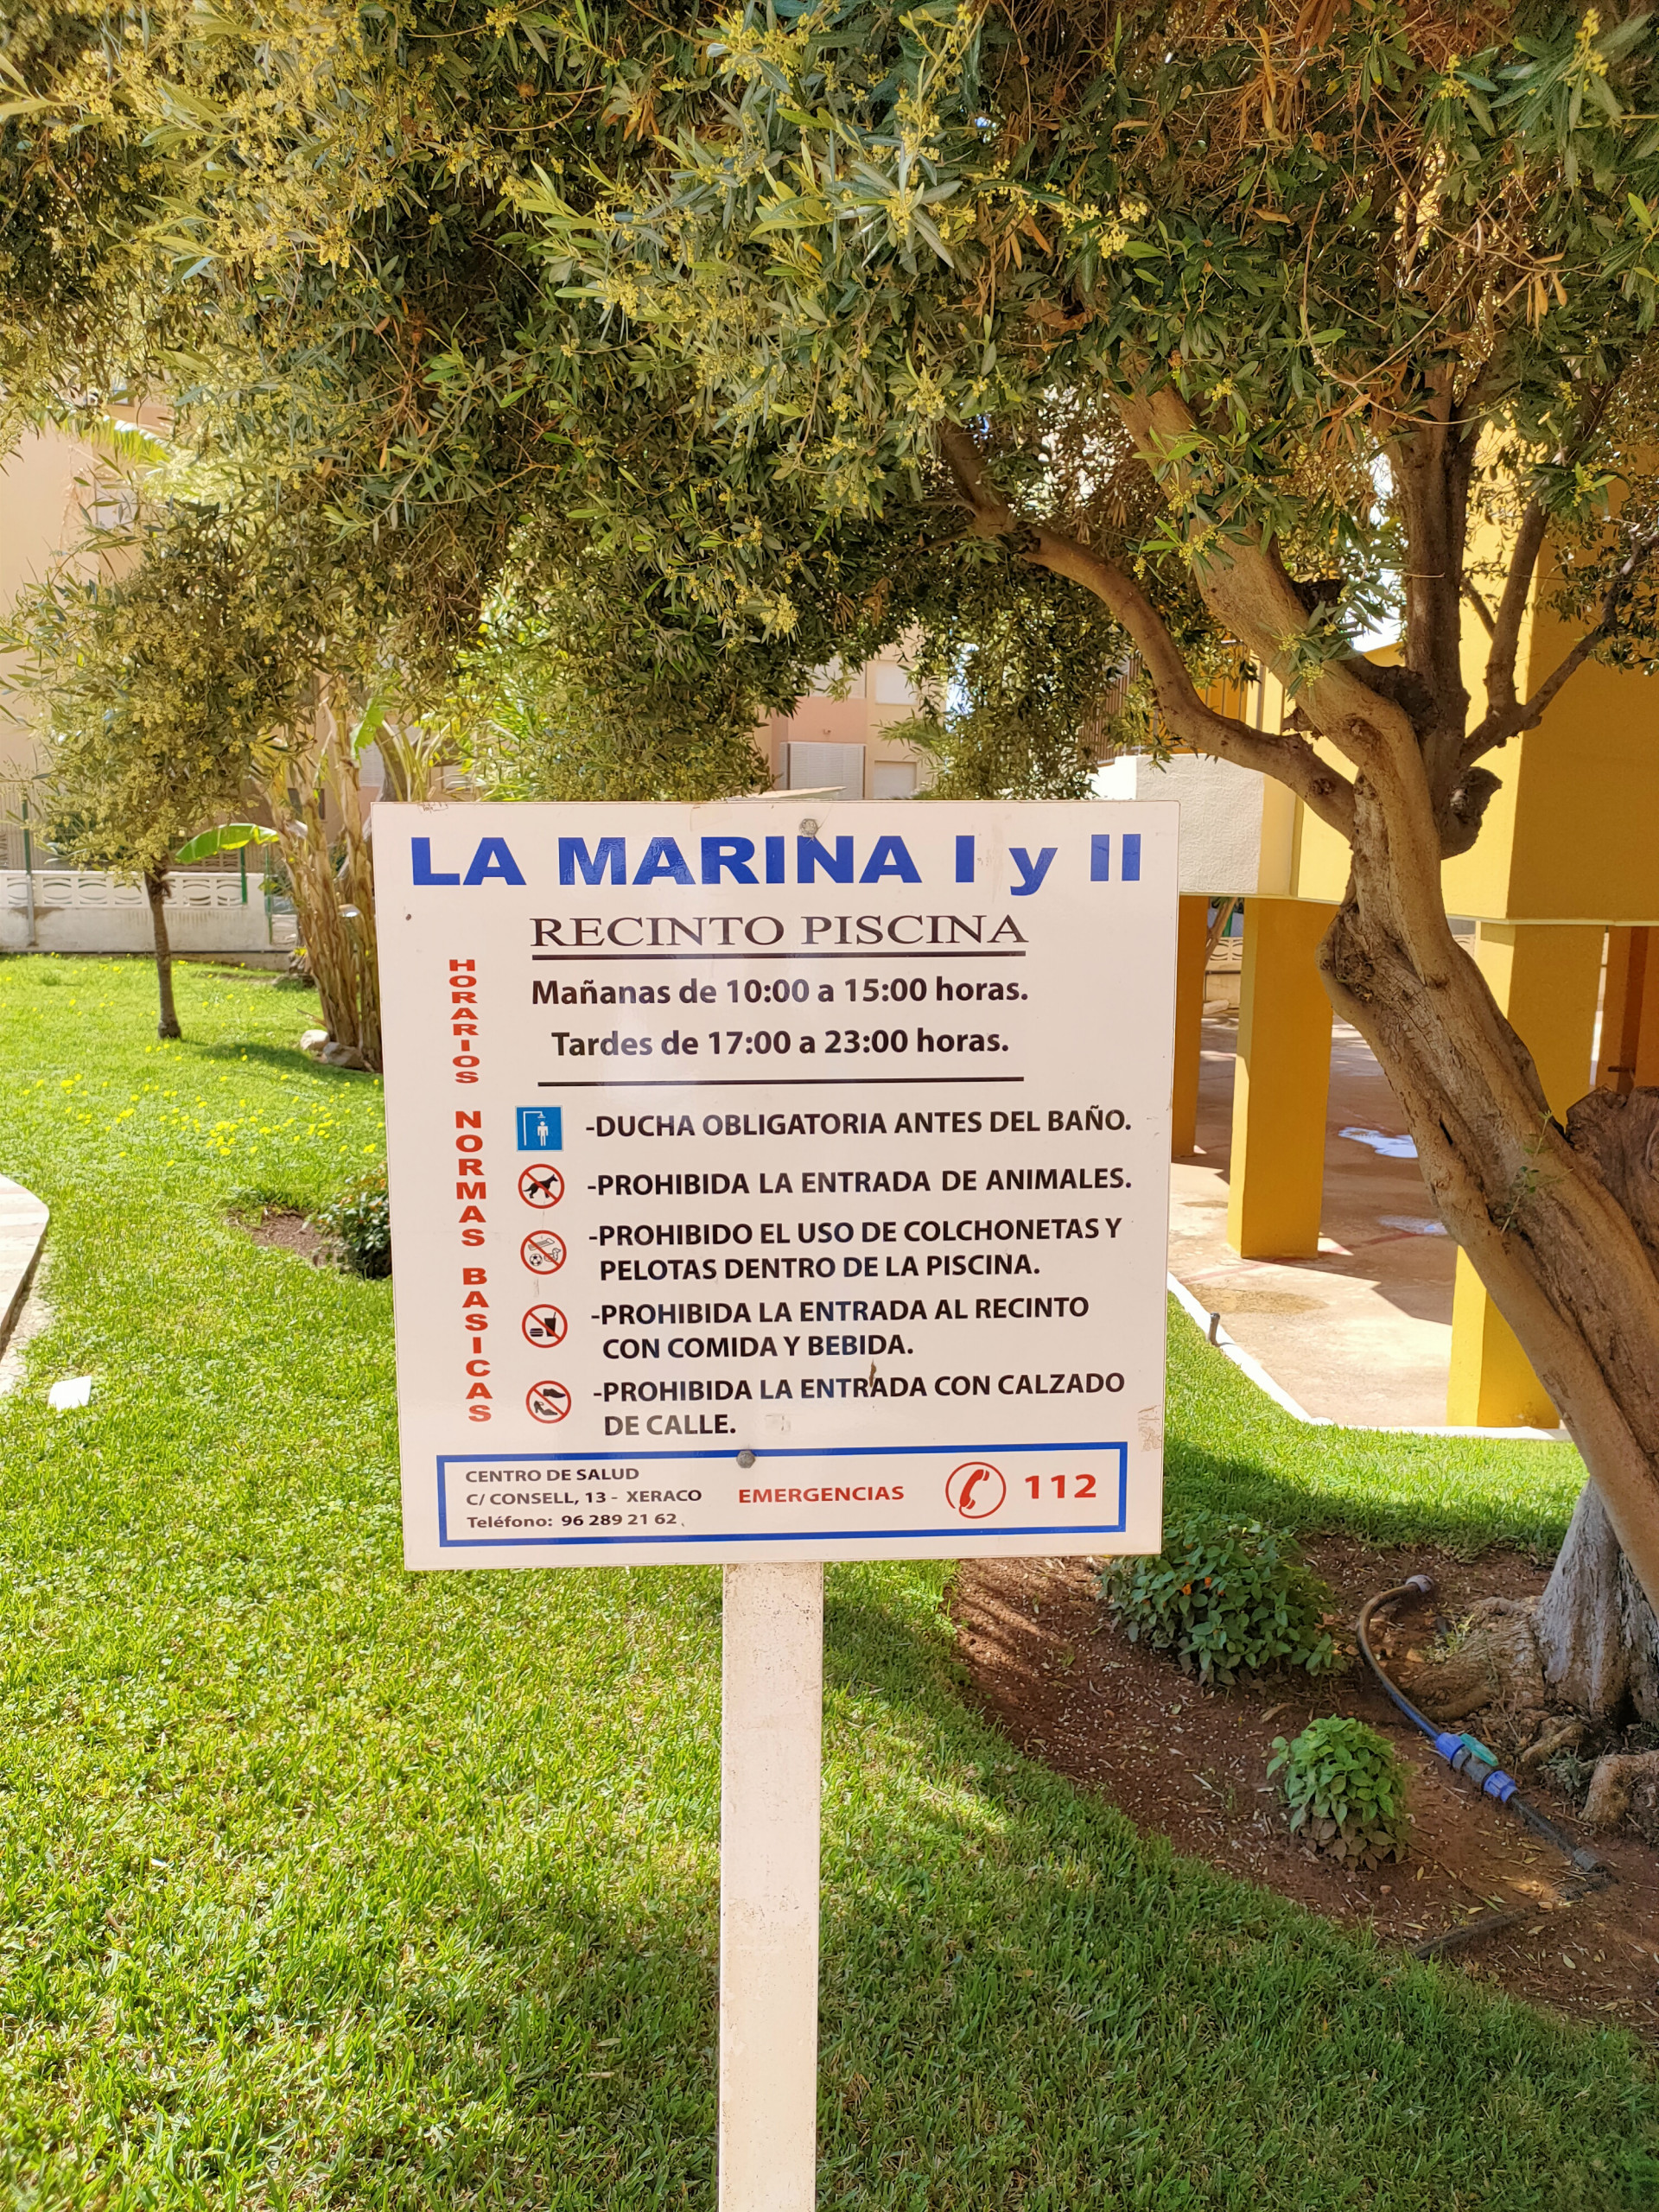 LA MARINA I y II
RECINTO PISCINA
HORARIOS
Mañanas de 10:00 a 15:00 horas.
Tardes de 17:00 a 23:00 horas.
NORMAS BASICAS
-DUCHA OBLIGATORIA ANTES DEL BAÑO.
-PROHIBIDA LA ENTRADA DE ANIMALES.
-PROHIBIDO EL USO DE COLCHONETAS Y
PELOTAS DENTRO DE LA PISCINA.
-PROHIBIDA LA ENTRADA AL RECINTO
CON COMIDA Y BEBIDA.
-PROHIBIDA LA ENTRADA CON CALZADO
DE CALLE.
CENTRO DE SALUD
C/ CONSELL, 13 - XERACO
Teléfono: 96 289 21 62
EMERGENCIAS 112